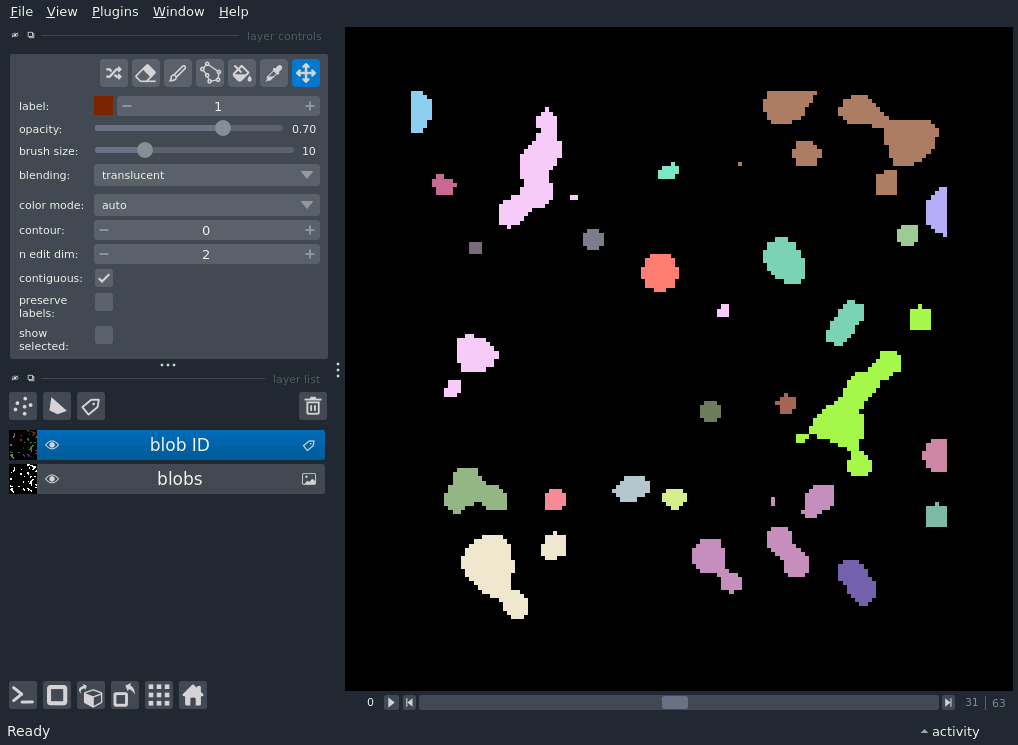 File View Plugins Window Help
layer controls
label: 1
opacity: 0.70
brush size: 10
blending: translucent
color mode: auto
contour: 0
n edit dim: 2
contiguous:
preserve
labels:
show
selected:
layer list
blob ID
blobs
0 31 | 63
Ready activity